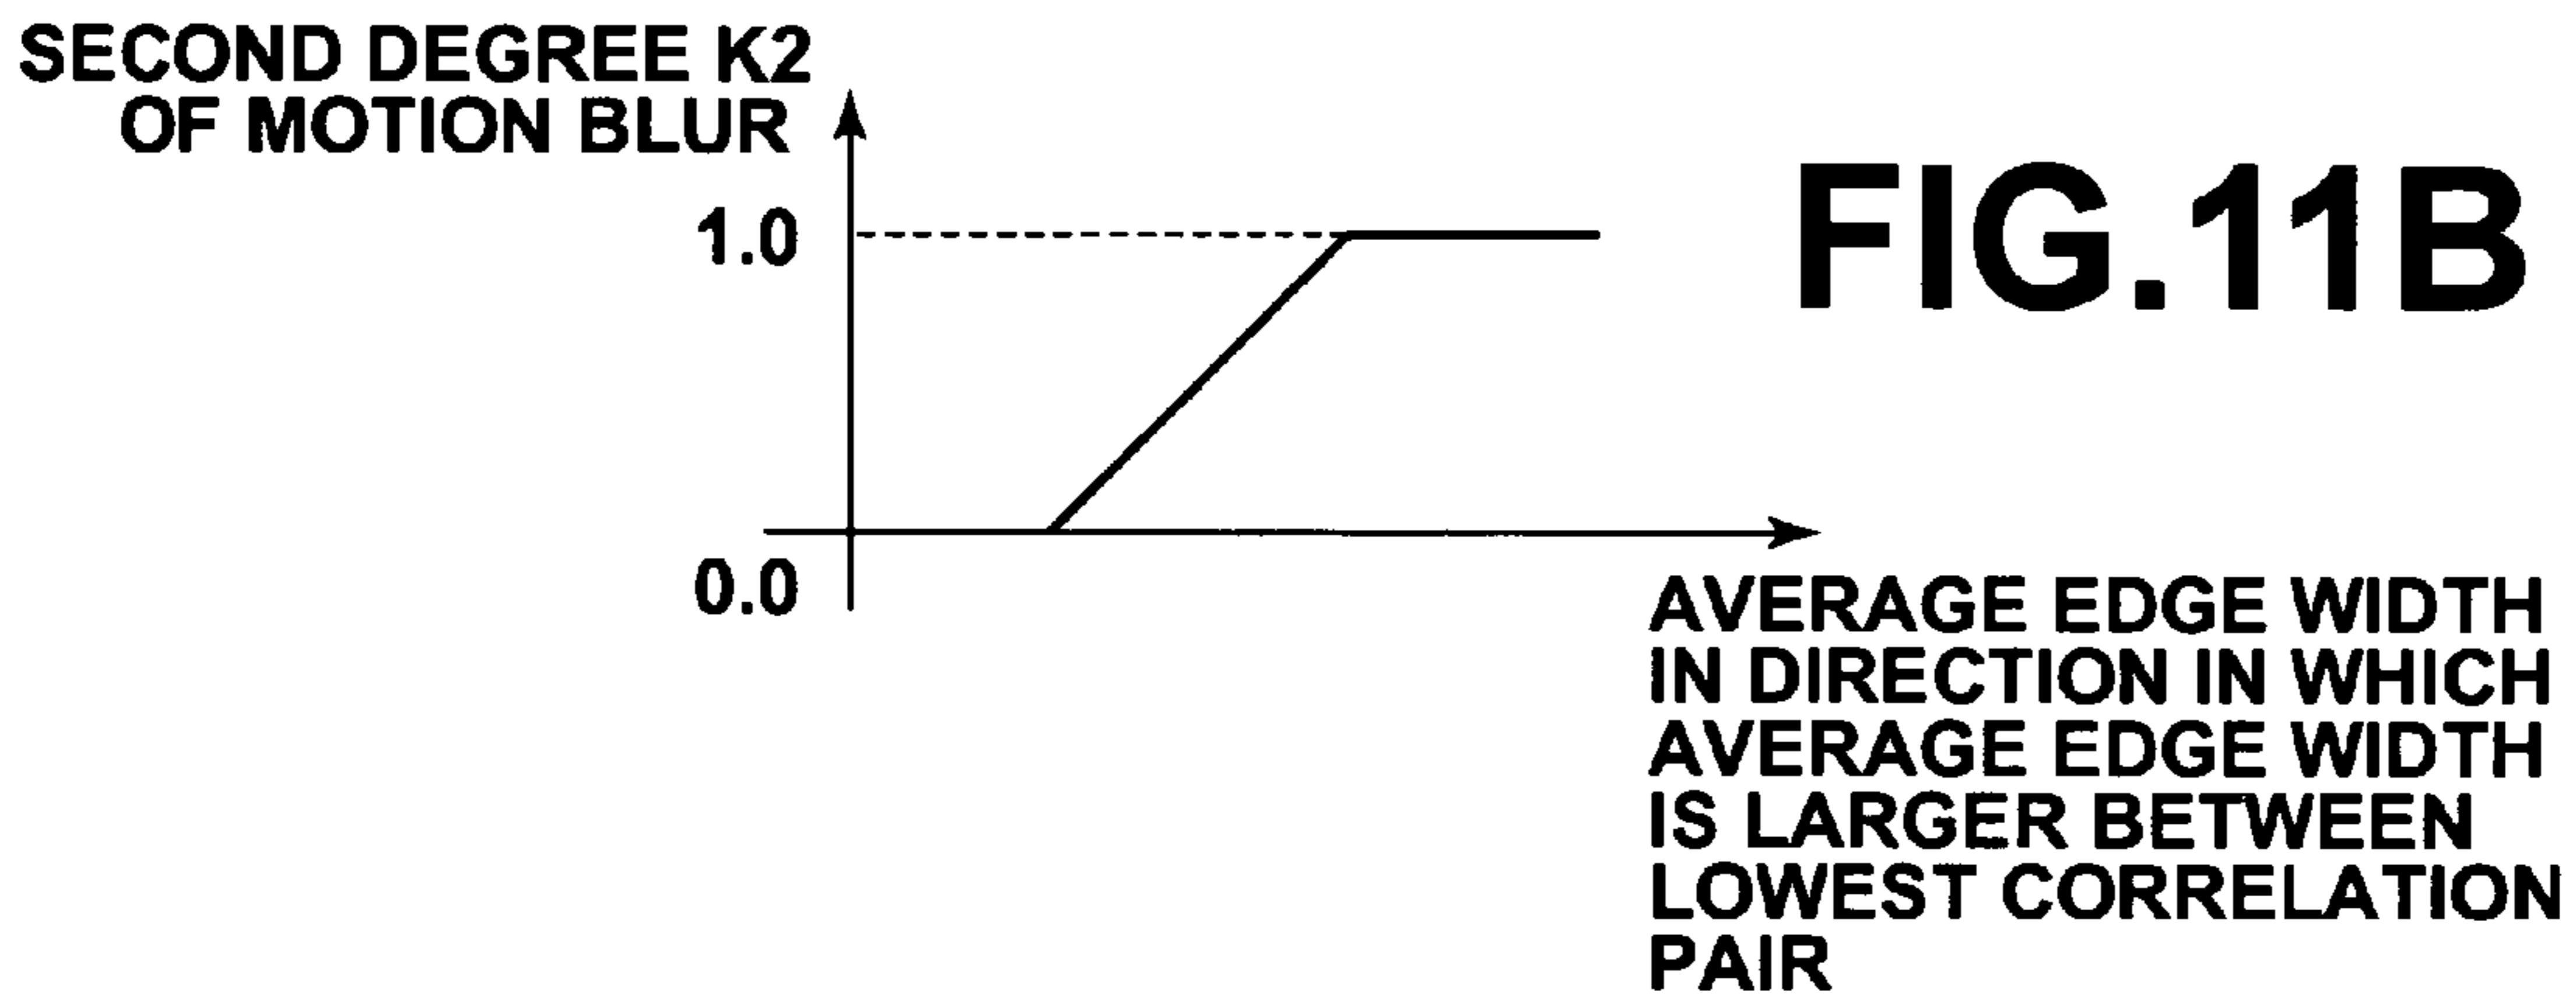 SECOND DEGREE K2
OF MOTION BLUR
1.0
FIG.11B
0.0
AVERAGE EDGE WIDTH
IN DIRECTION IN WHICH
AVERAGE EDGE WIDTH
IS LARGER BETWEEN
LOWEST CORRELATION
PAIR